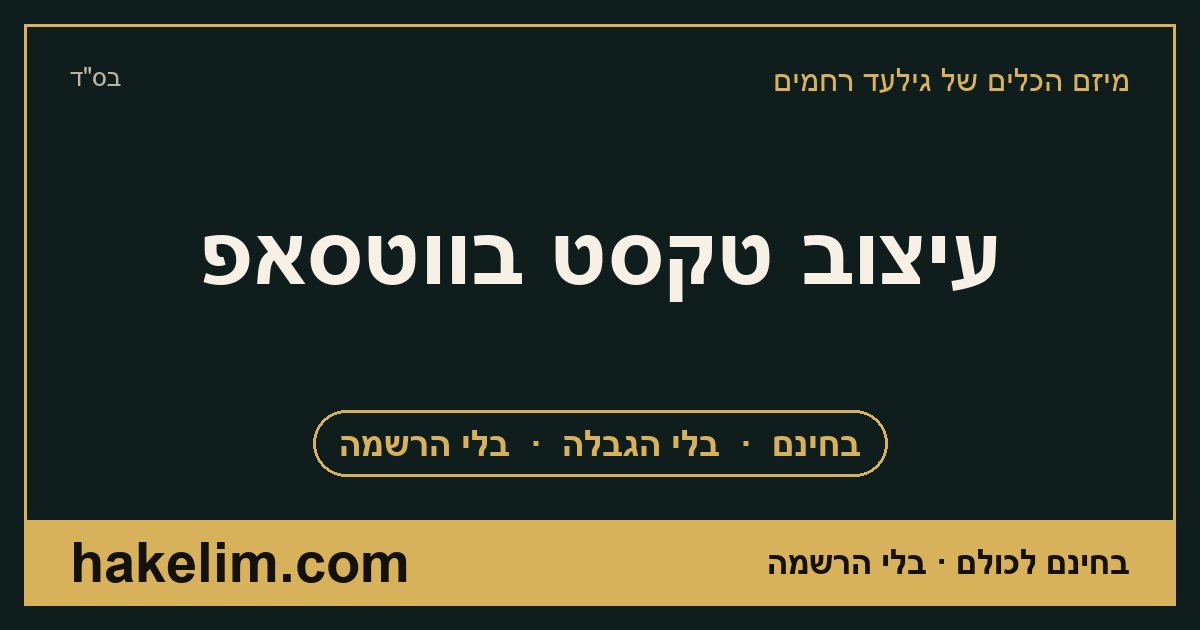 מיזם הכלים של גילעד רחמים
בס"ד
עיצוב טקסט בווטסאפ
בחינם · בלי הגבלה · בלי הרשמה
בחינם לכולם · בלי הרשמה
hakelim.com